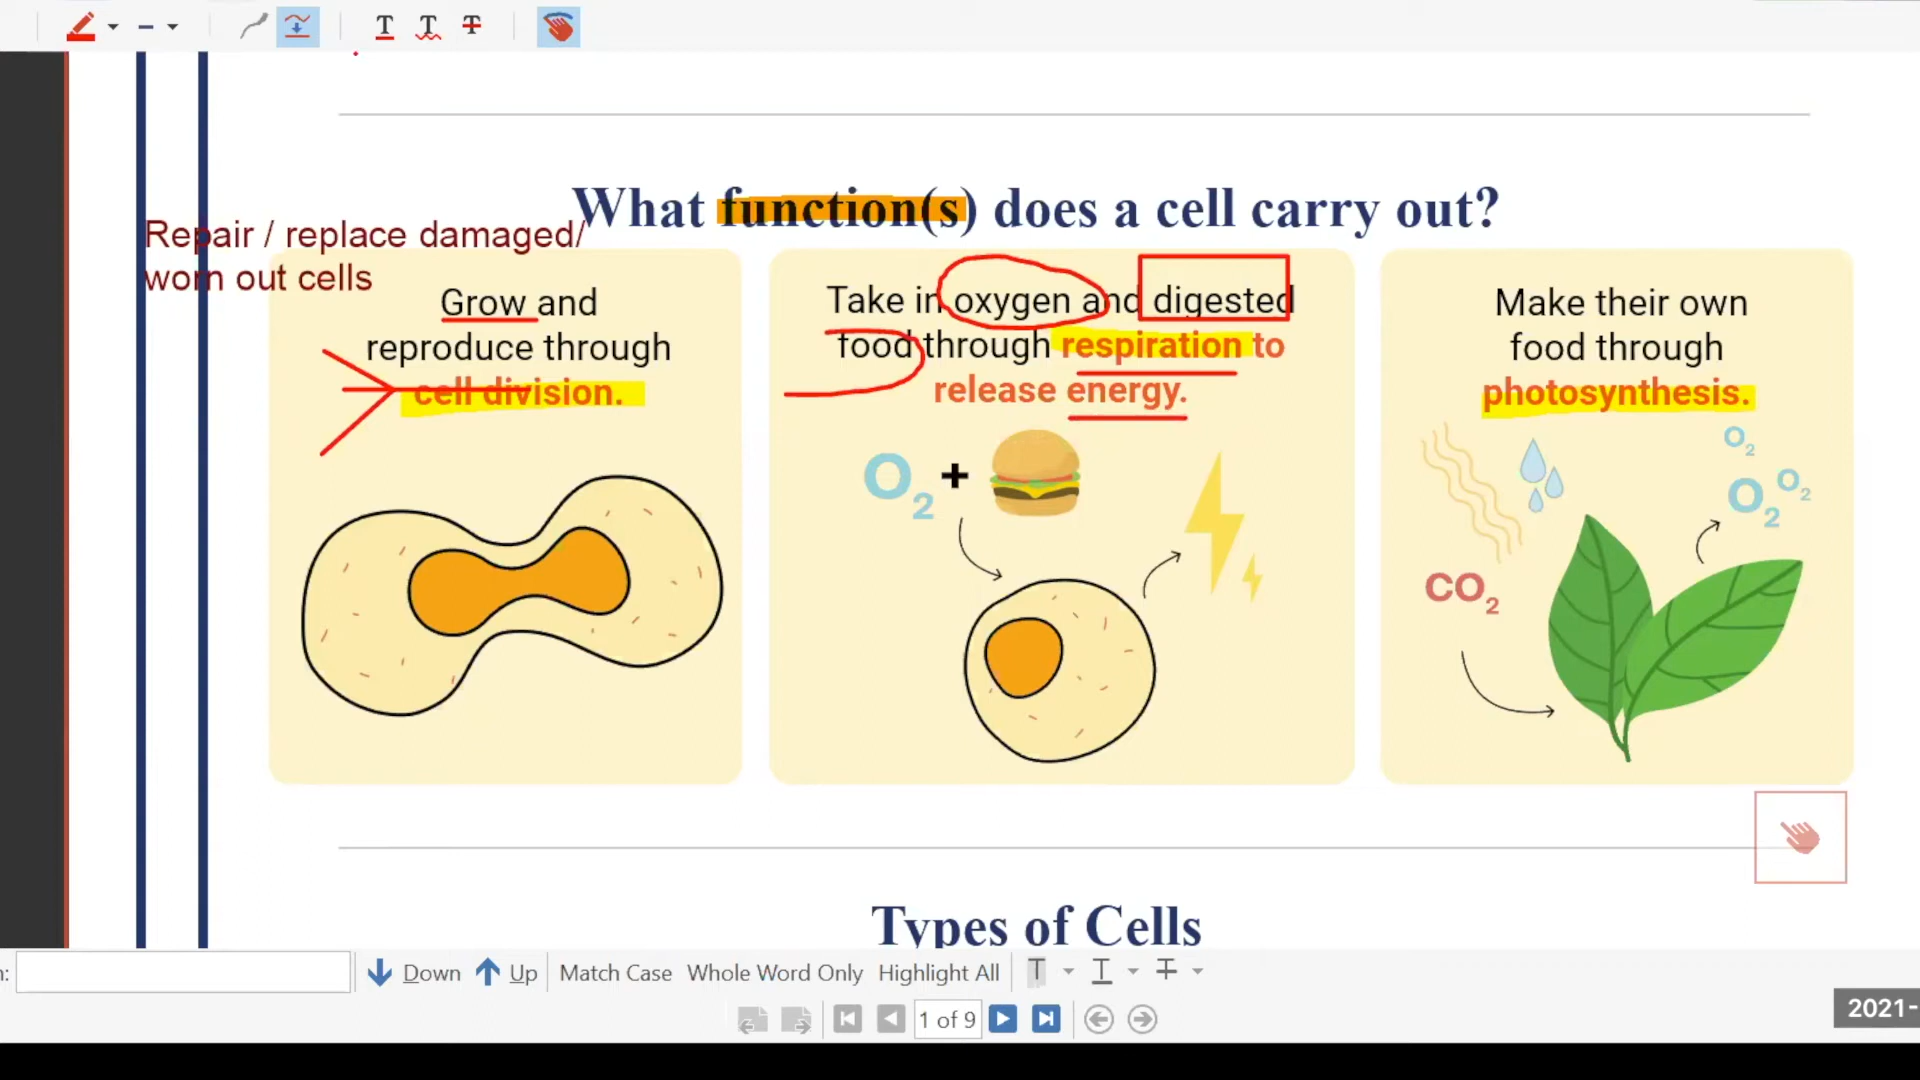 What function(s) does a cell carry out?
Repair / replace damaged/
worn out cells
Grow and
reproduce through
cell division.
Take in oxygen and digested
food through respiration to
release energy.
O2 +
Make their own
food through
photosynthesis.
O2
O2
O2
CO2
Types of Cells
Down Up Match Case Whole Word Only Highlight All
1 of 9
2021-